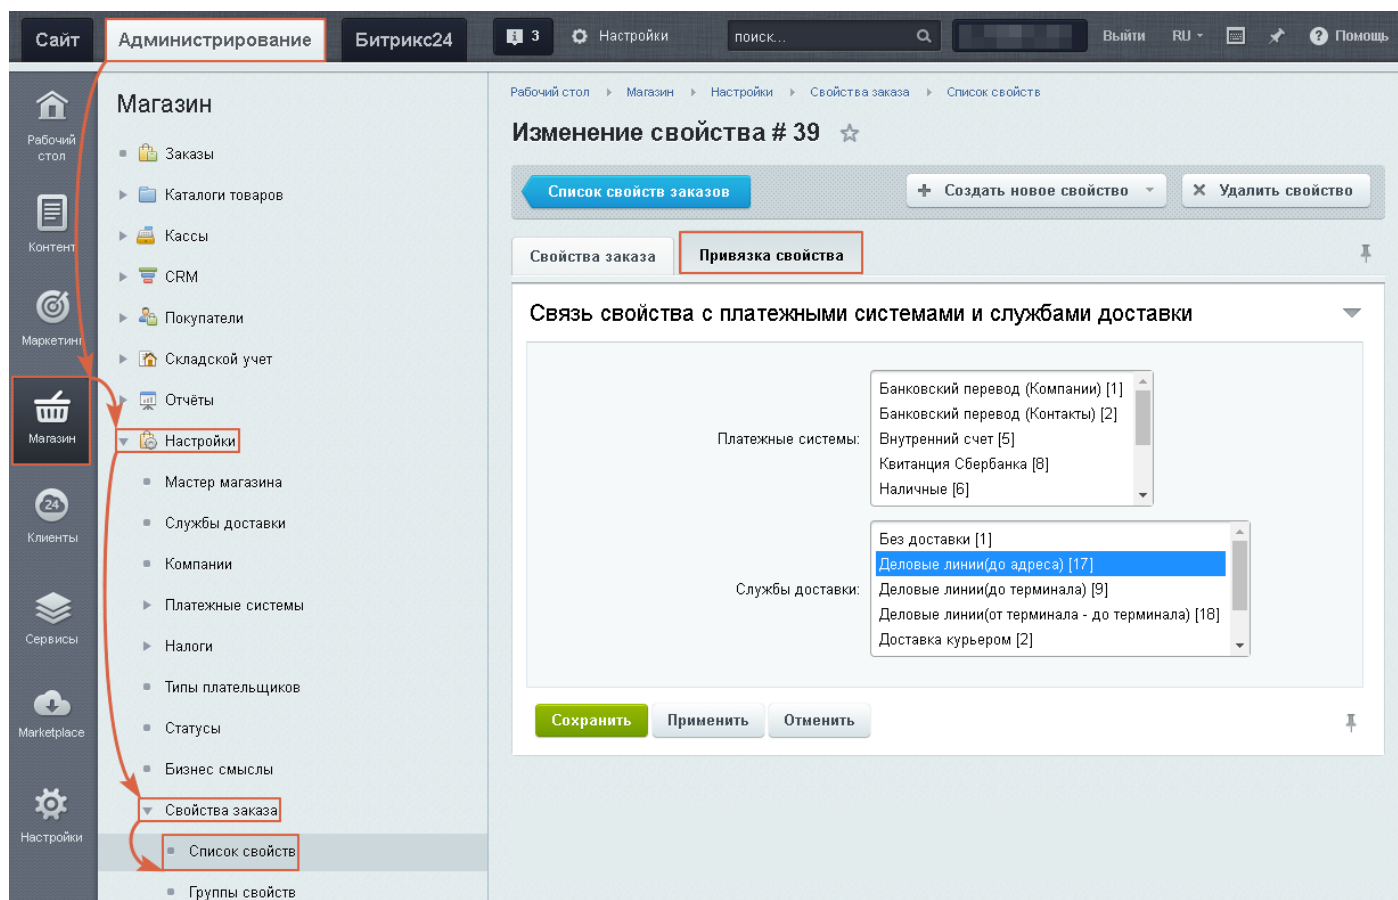 Сайт
Администрирование
Битрикс24
3
Настройки
поиск...
Выйти
RU
Помощь
Рабочий стол
Контент
Маркетинг
Магазин
24
Клиенты
Сервисы
Marketplace
Настройки
Магазин
Заказы
Каталоги товаров
Кассы
CRM
Покупатели
Складской учет
Отчёты
Настройки
Мастер магазина
Службы доставки
Компании
Платежные системы
Налоги
Типы плательщиков
Статусы
Бизнес смыслы
Свойства заказа
Список свойств
Группы свойств
Рабочий стол Магазин Настройки Свойства заказа Список свойств
Изменение свойства # 39
Список свойств заказов
Создать новое свойство
Удалить свойство
Свойства заказа
Привязка свойства
Связь свойства с платежными системами и службами доставки
Платежные системы:
Банковский перевод (Компании) [1]
Банковский перевод (Контакты) [2]
Внутренний счет [5]
Квитанция Сбербанка [8]
Наличные [6]
Службы доставки:
Без доставки [1]
Деловые линии(до адреса) [17]
Деловые линии(до терминала) [9]
Деловые линии(от терминала - до терминала) [18]
Доставка курьером [2]
Сохранить
Применить
Отменить